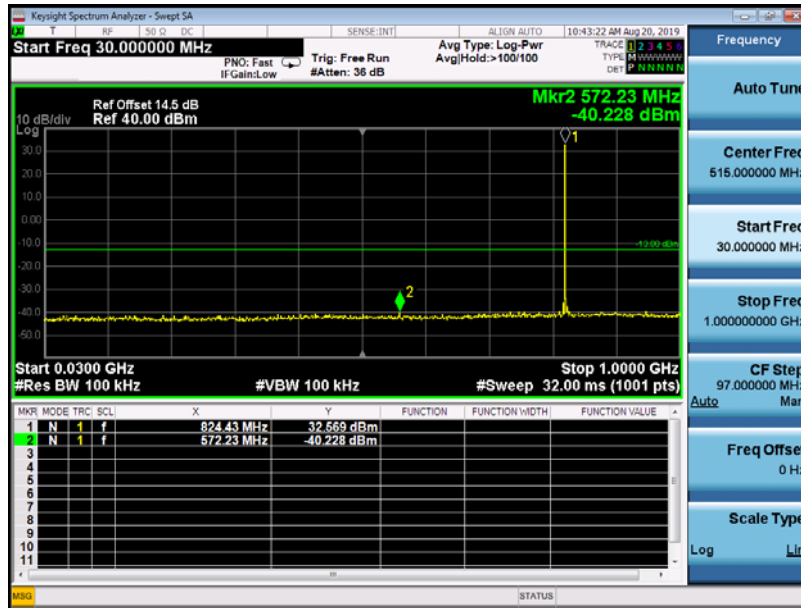 Keysight Spectrum Analyzer - Swept SA
T RF 50 Ω DC SENSE:INT ALIGN AUTO 10:43:22 AM Aug 20, 2019
Start Freq 30.000000 MHz
PNO: Fast
IFGain:Low
Trig: Free Run
#Atten: 36 dB
Avg Type: Log-Pwr
Avg|Hold:>100/100
TRACE 1 2 3 4 5 6
TYPE M W W W W W
DET P N N N N N
Frequency
Mkr2 572.23 MHz
-40.228 dBm
Ref Offset 14.5 dB
Ref 40.00 dBm
10 dB/div
Log
30.0
20.0
10.0
0.00
-10.0
-20.0
-30.0
-40.0
-50.0
1
2
-13.00 dBm
Start 0.0300 GHz
Stop 1.0000 GHz
#Res BW 100 kHz
#VBW 100 kHz
#Sweep 32.00 ms (1001 pts)
MKR MODE TRC SCL X Y FUNCTION FUNCTION WIDTH FUNCTION VALUE
1 N 1 f 824.43 MHz 32.569 dBm
2 N 1 f 572.23 MHz -40.228 dBm
3
4
5
6
7
8
9
10
11
MSG
STATUS
Auto Tune
Center Freq
515.000000 MHz
Start Freq
30.000000 MHz
Stop Freq
1.000000000 GHz
CF Step
97.000000 MHz
Auto Man
Freq Offset
0 Hz
Scale Type
Log Lin